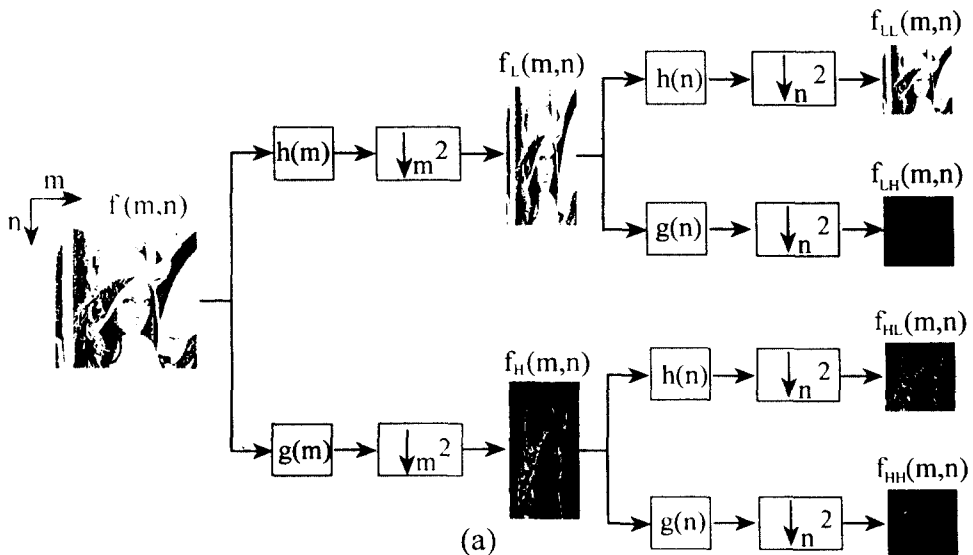 f_LL(m,n)
f_L(m,n)
h(n)
↓n 2
h(m)
↓m 2
f_LH(m,n)
m
n
f(m,n)
g(n)
↓n 2
f_HL(m,n)
f_H(m,n)
h(n)
↓n 2
g(m)
↓m 2
f_HH(m,n)
g(n)
↓n 2
(a)